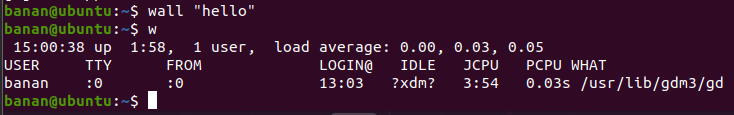 banan@ubuntu:~$ wall "hello"
banan@ubuntu:~$ w
 15:00:38 up  1:58,  1 user,  load average: 0.00, 0.03, 0.05
USER     TTY      FROM             LOGIN@   IDLE   JCPU   PCPU WHAT
banan    :0       :0               13:03   ?xdm?   3:54   0.03s /usr/lib/gdm3/gd
banan@ubuntu:~$